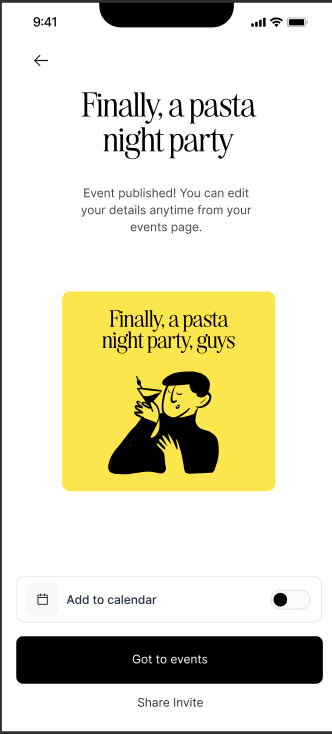 9:41
Finally, a pasta
night party
Event published! You can edit
your details anytime from your
events page.
Finally, a pasta
night party, guys
Add to calendar
Got to events
Share Invite